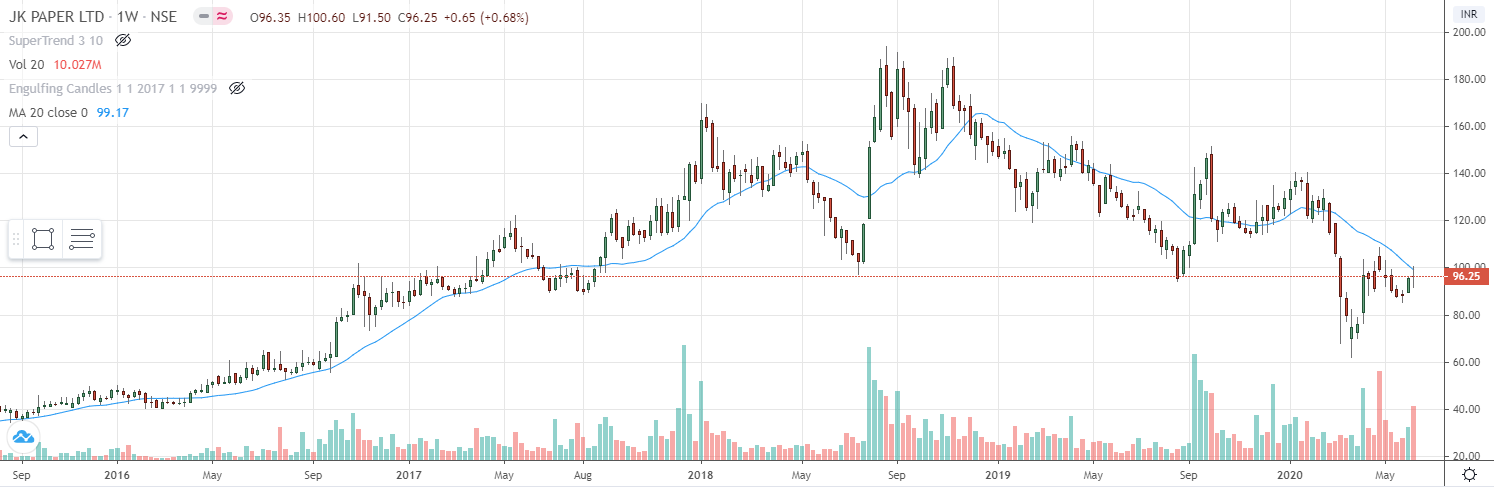 JK PAPER LTD · 1W · NSE O96.35 H100.60 L91.50 C96.25 +0.65 (+0.68%)
SuperTrend 3 10
Vol 20 10.027M
Engulfing Candles 1 1 2017 1 1 9999
MA 20 close 0 99.17
INR
200.00
180.00
160.00
140.00
120.00
100.00
96.25
80.00
60.00
40.00
20.00
Sep 2016 May Sep 2017 May Aug 2018 May Sep 2019 May Sep 2020 May